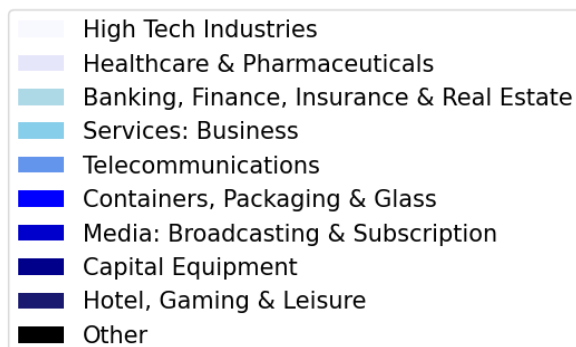 High Tech Industries
Healthcare & Pharmaceuticals
Banking, Finance, Insurance & Real Estate
Services: Business
Telecommunications
Containers, Packaging & Glass
Media: Broadcasting & Subscription
Capital Equipment
Hotel, Gaming & Leisure
Other